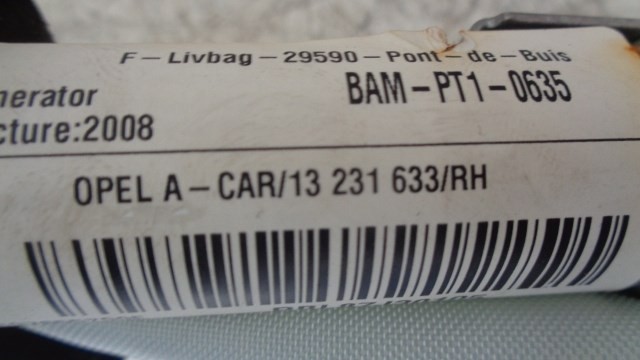 F-Livbag-29590-Pont-de-Buis
nerator
BAM-PT1-0635
cture:2008
OPEL A-CAR/13 231 633/RH